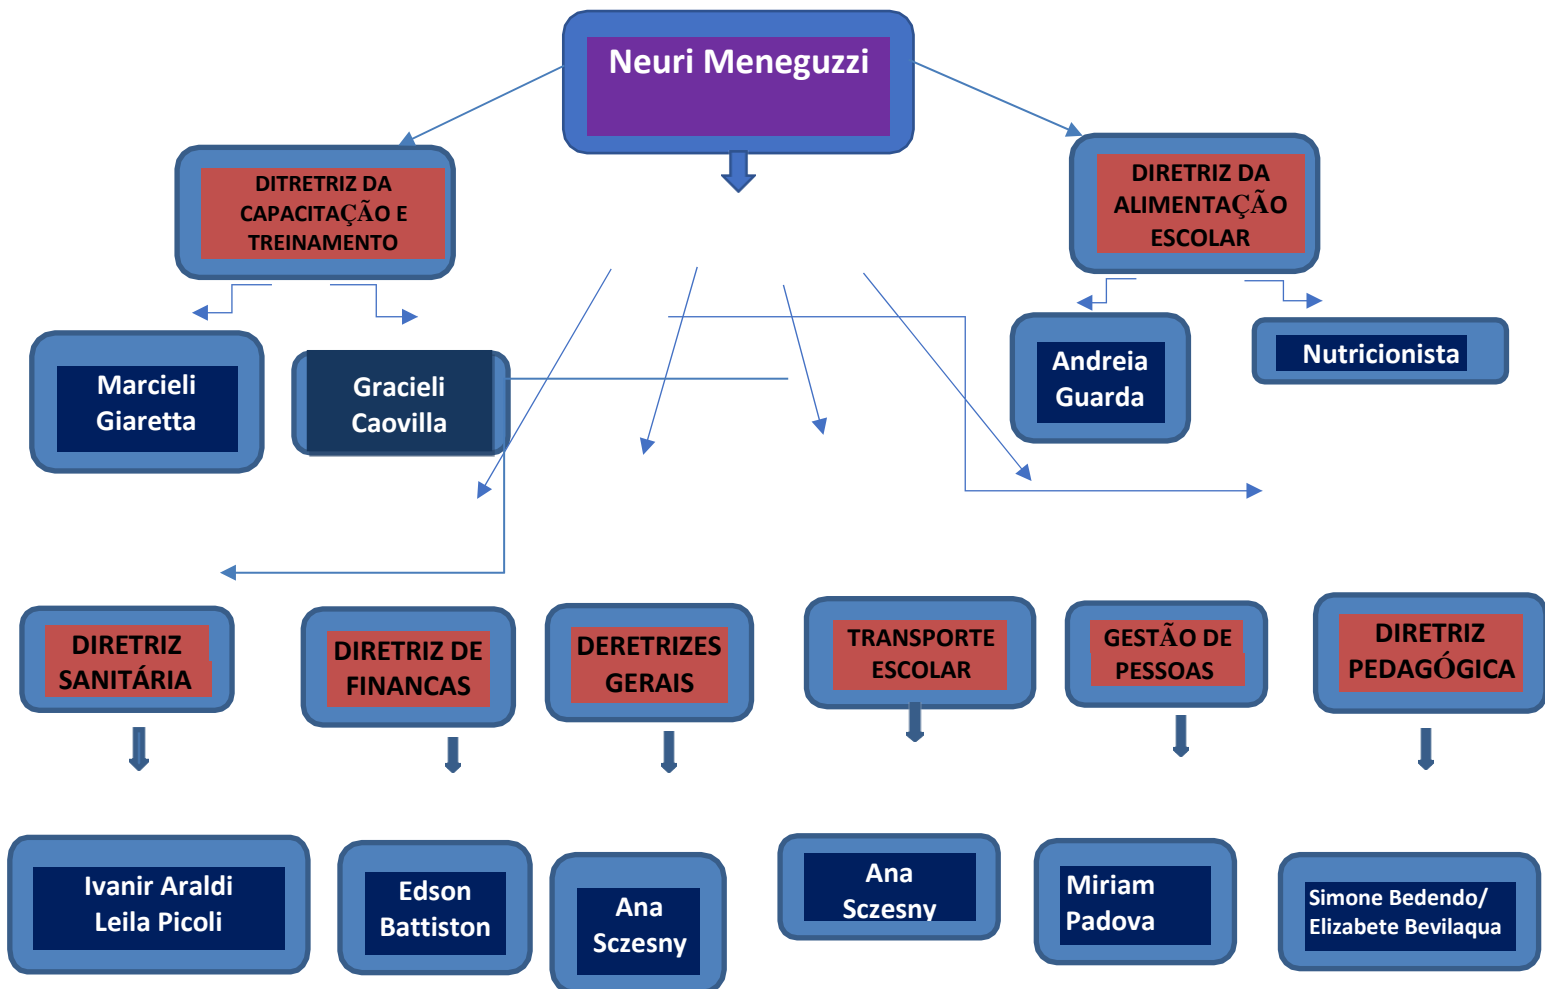 Neuri Meneguzzi
DITRETRIZ DA
CAPACITAÇÃO E
TREINAMENTO
DIRETRIZ DA
ALIMENTAÇÃO
ESCOLAR
Marcieli
Giaretta
Gracieli
Caovilla
Andreia
Guarda
Nutricionista
DIRETRIZ
SANITÁRIA
DIRETRIZ DE
FINANCAS
DERETRIZES
GERAIS
TRANSPORTE
ESCOLAR
GESTÃO DE
PESSOAS
DIRETRIZ
PEDAGÓGICA
Ivanir Araldi
Leila Picoli
Edson
Battiston
Ana
Sczesny
Ana
Sczesny
Miriam
Padova
Simone Bedendo/
Elizabete Bevilaqua